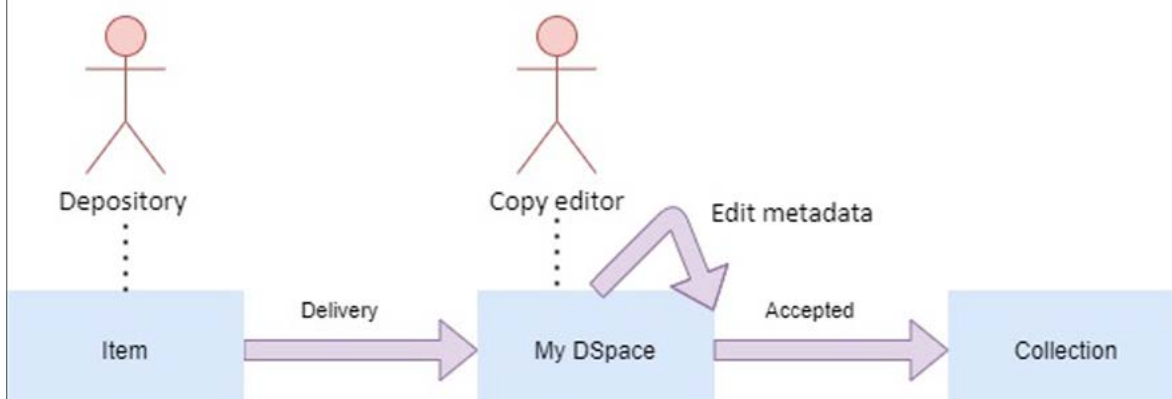 Depository
Copy editor
Edit metadata
Delivery
Accepted
Item
My DSpace
Collection